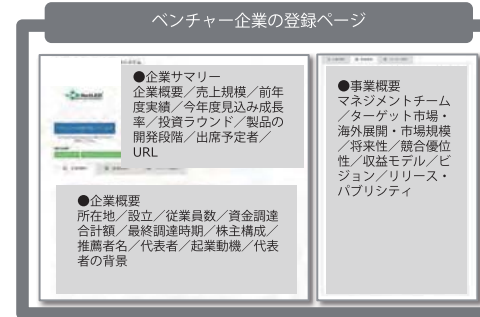 ベンチャー企業の登録ページ
●企業サマリー
企業概要／売上規模／前年
度実績／今年度見込み成長
率／投資ラウンド／製品の
開発段階／出席予定者／
URL
●企業概要
所在地／設立／従業員数／資金調達
合計額／最終調達時期／株主構成／
推薦者名／代表者／起業動機／代表
者の背景
●事業概要
マネジメントチーム
／ターゲット市場・
海外展開・市場規模
／将来性／競合優位
性／収益モデル／ビ
ジョン／リリース・
パブリシティ